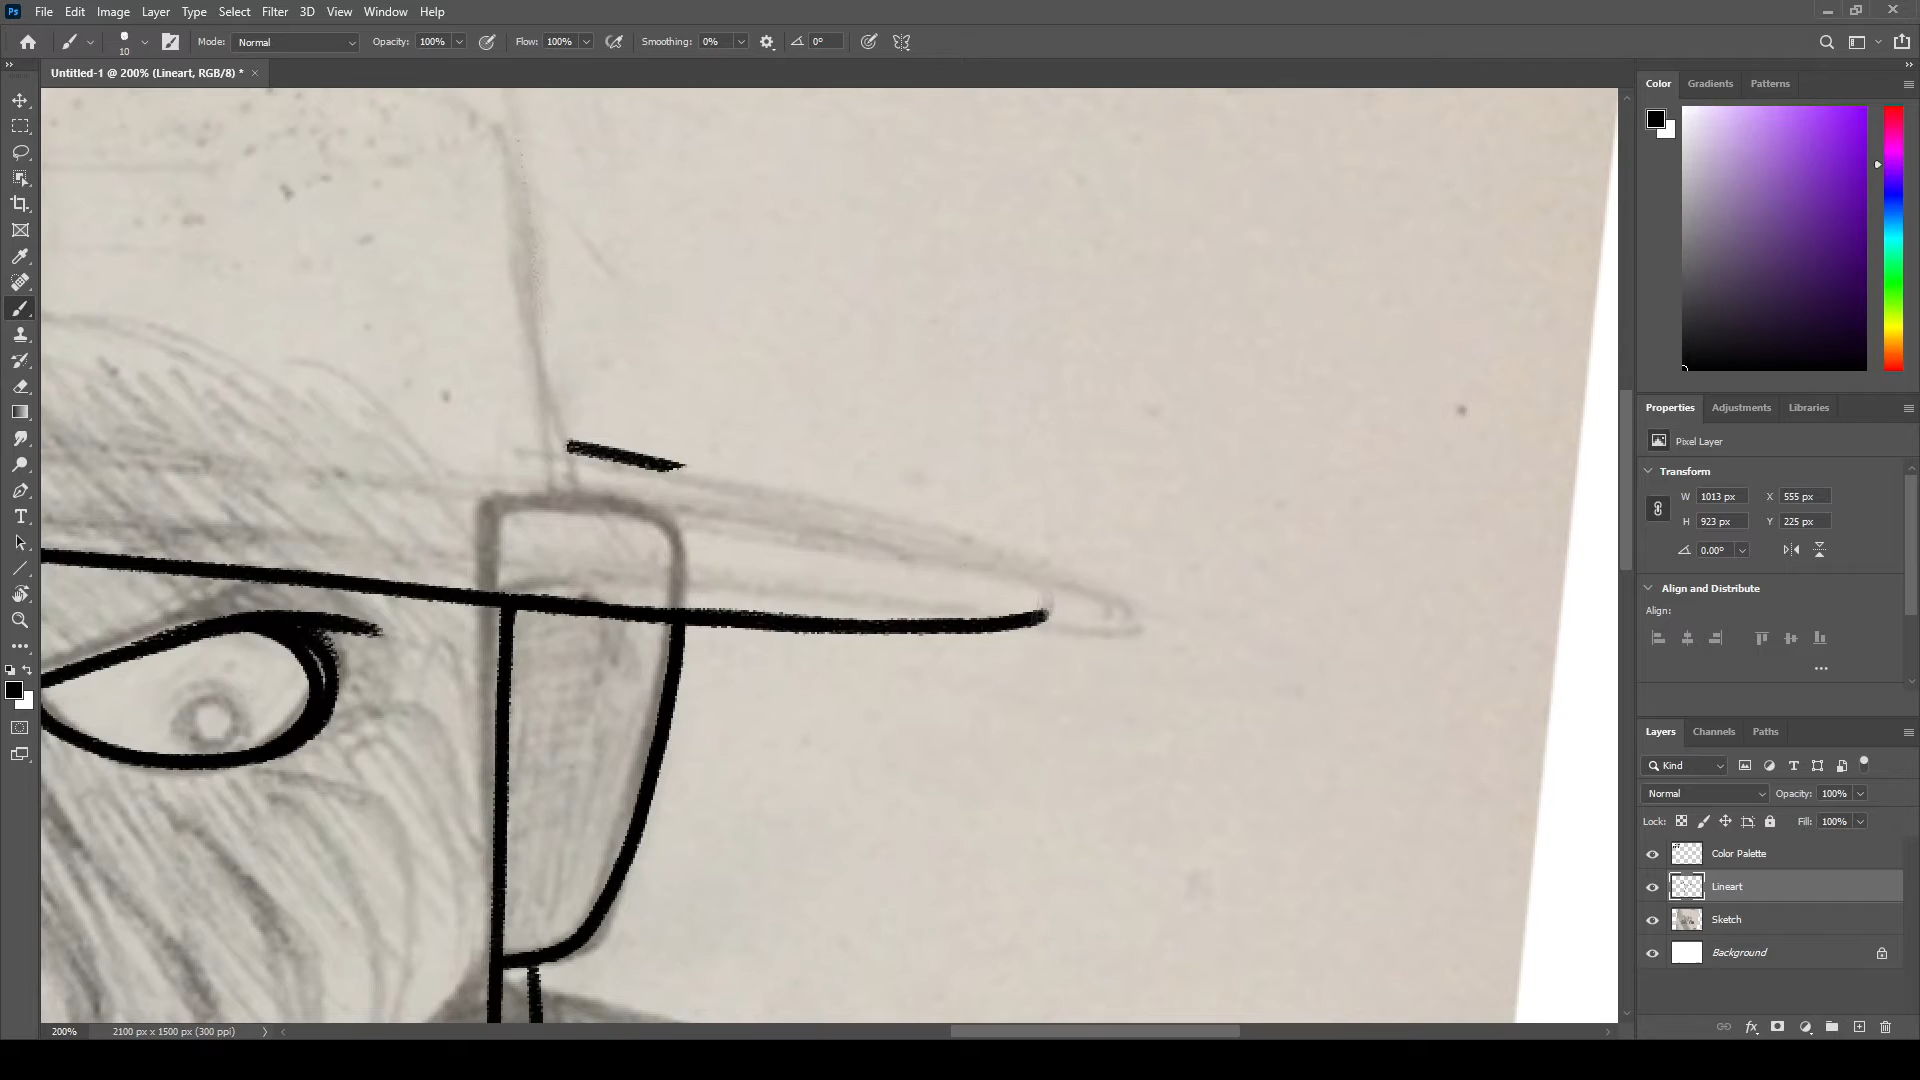 Ps File Edit Image Layer Type Select Filter 3D View Window Help
10 Mode: Normal Opacity: 100% Flow: 100% Smoothing: 0% 0°
Untitled-1 @ 200% (Lineart, RGB/8) *
Color Gradients Patterns
Properties Adjustments Libraries
Pixel Layer
Transform
W 1013 px X 555 px
H 923 px Y 225 px
0.00°
Align and Distribute
Align:
Layers Channels Paths
Kind
Normal Opacity: 100%
Lock: Fill: 100%
Color Palette
Lineart
Sketch
Background
200% 2100 px x 1500 px (300 ppi)